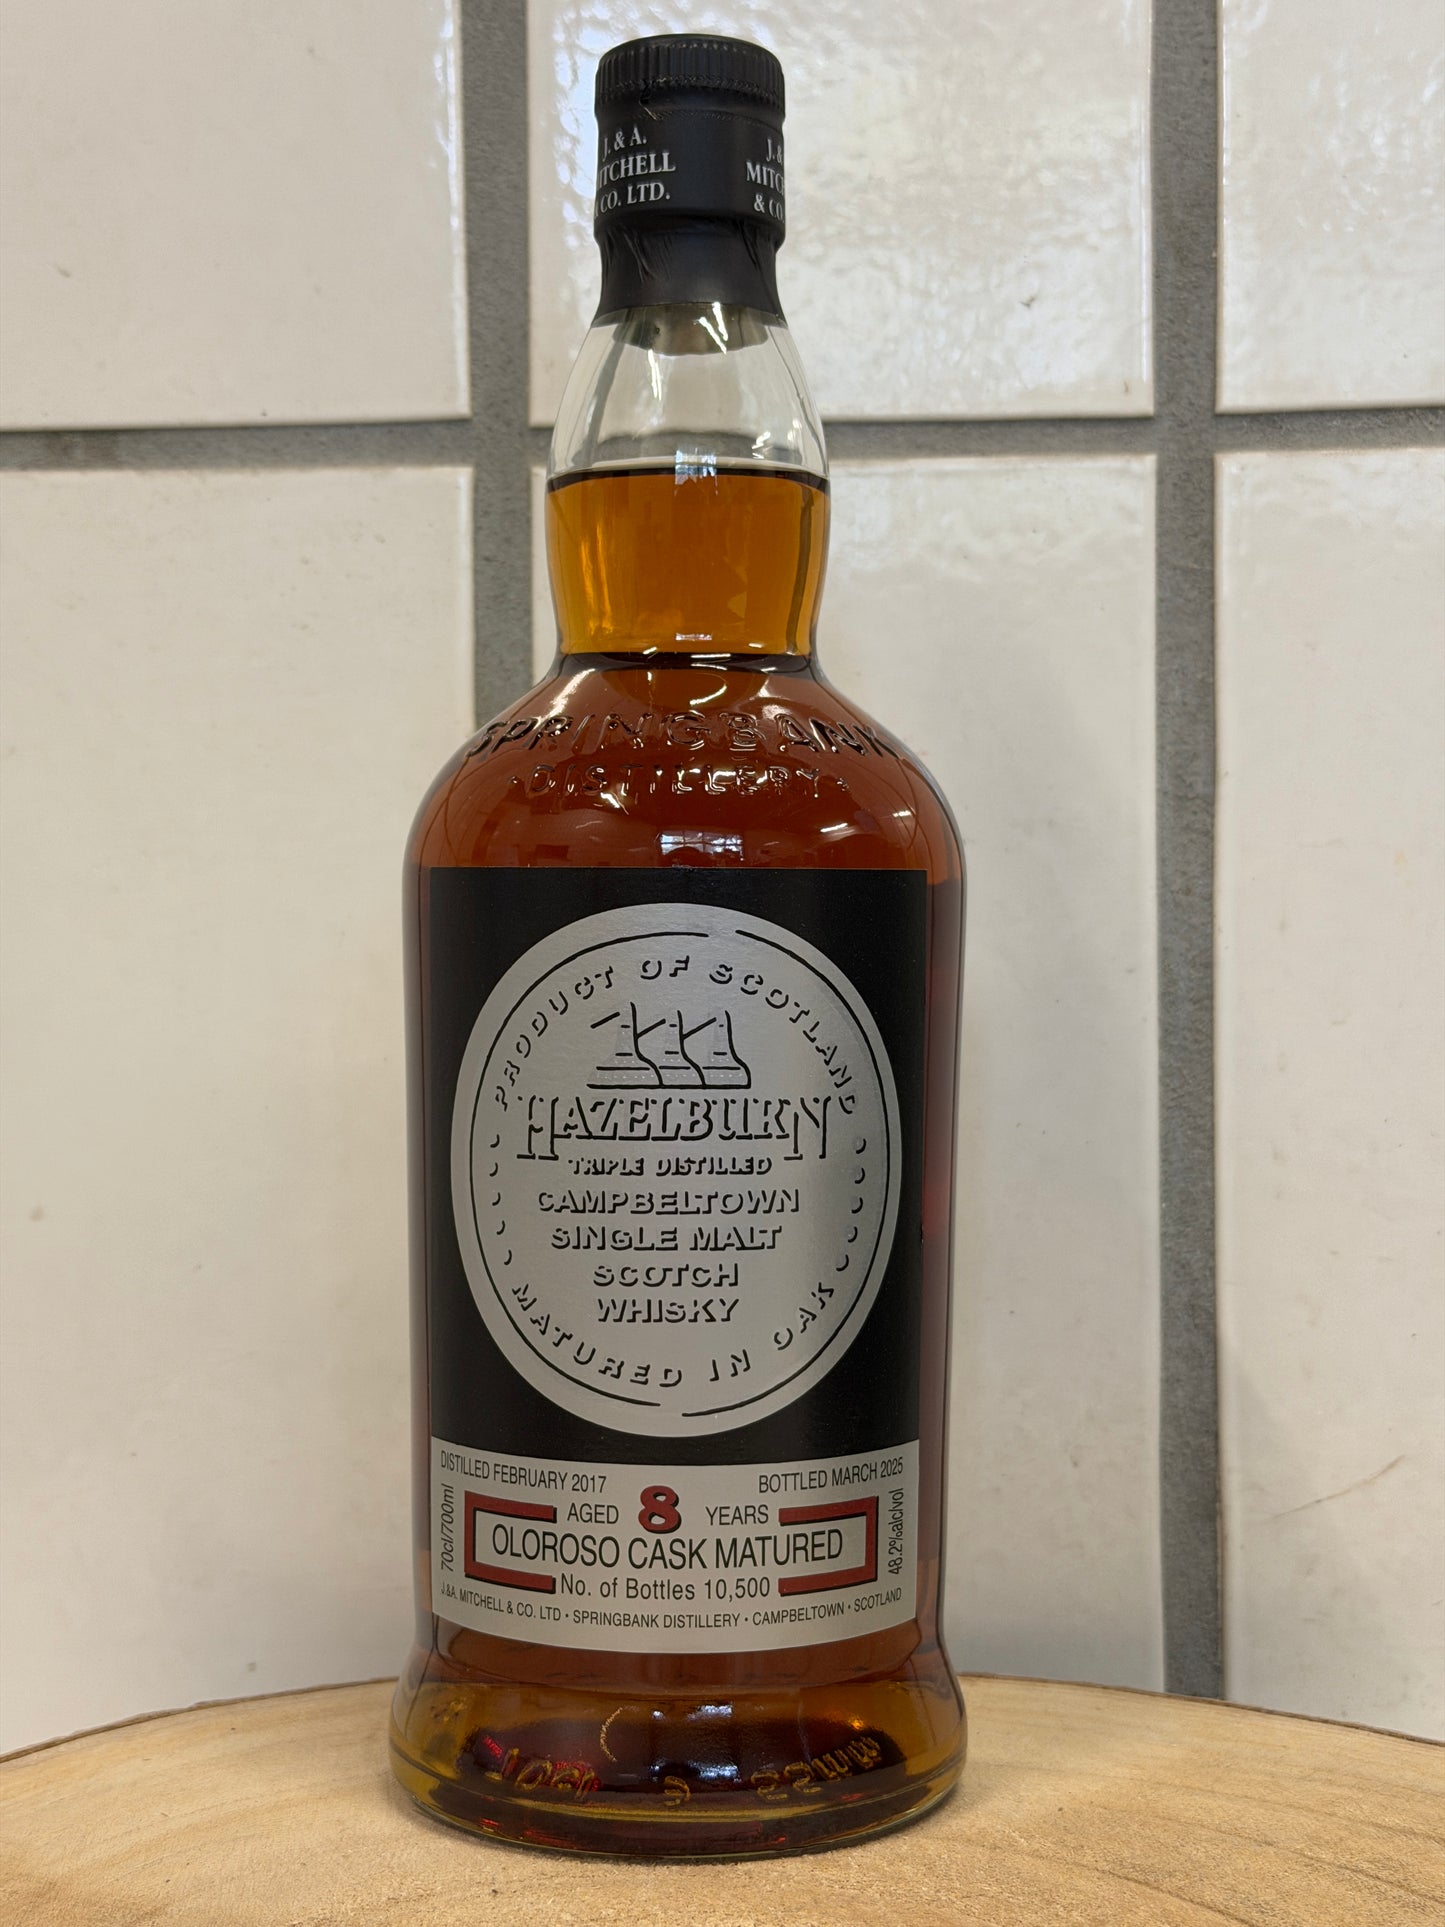 J. & A.
MITCHELL
& CO. LTD.
J. &
MITC
& CO.
SPRINGBANK
·DISTILLERY·
PRODUCT OF SCOTLAND
HAZELBURN
TRIPLE DISTILLED
CAMPBELTOWN
SINGLE MALT
SCOTCH
WHISKY
MATURED IN OAK
DISTILLED FEBRUARY 2017
BOTTLED MARCH 2025
AGED 8 YEARS
OLOROSO CASK MATURED
No. of Bottles 10,500
70cl/700ml
48.2%alc/vol
J.&A. MITCHELL & CO. LTD • SPRINGBANK DISTILLERY • CAMPBELTOWN • SCOTLAND